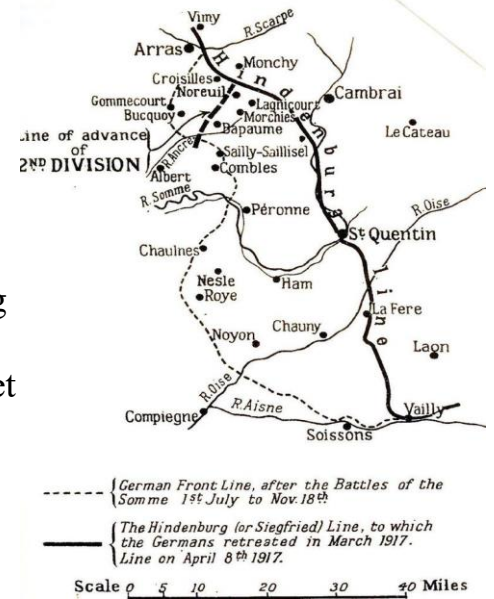 Vimy
R. Scarpe
Arras
Monchy
Croisilles
Noreuil
Hindenburg line
Cambrai
Gommecourt
Lagnicourt
Bucquoy
Morchies
Le Cateau
Bapaume
Line of advance
of
2ND DIVISION
R. Ancre
Sailly-Saillisel
Albert
Combles
R. Somme
Péronne
R. Oise
St Quentin
Chaulnes
Nesle
Ham
Roye
La Fere
Chauny
Noyon
Laon
g
et
R. Oise
Vailly
Compiegne
R. Aisne
Soissons
German Front Line, after the Battles of the
Somme 1st July to Nov. 18th
The Hindenburg (or Siegfried) Line, to which
the Germans retreated in March 1917.
Line on April 8th 1917.
Scale 0 5 10 20 30 40 Miles